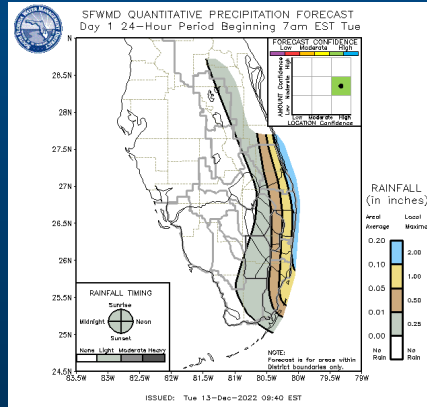 SFWMD QUANTITATIVE PRECIPITATION FORECAST
Day 1 24-Hour Period Beginning 7am EST Tue
FORECAST CONFIDENCE
Low Moderate High
AMOUNT Confidence
Low Moderate High
Low Moderate High
LOCATION Confidence
N
28.5N
28N
27.5N
27N
26.5N
26N
25.5N
25N
24.5N
83.5W 83W 82.5W 82W 81.5W 81W 80.5W 80W 79.5W 79W
RAINFALL
(in inches)
Areal Average
Local Maxima
0.20
0.10 2.00
0.05 1.00
0.01 0.50
0.00 0.25
No Rain
No Rain
RAINFALL TIMING
Sunrise
Midnight Noon
Sunset
None Light Moderate Heavy
NOTE:
Forecast is for areas within
District boundaries only.
ISSUED: Tue 13-Dec-2022 09:40 EST